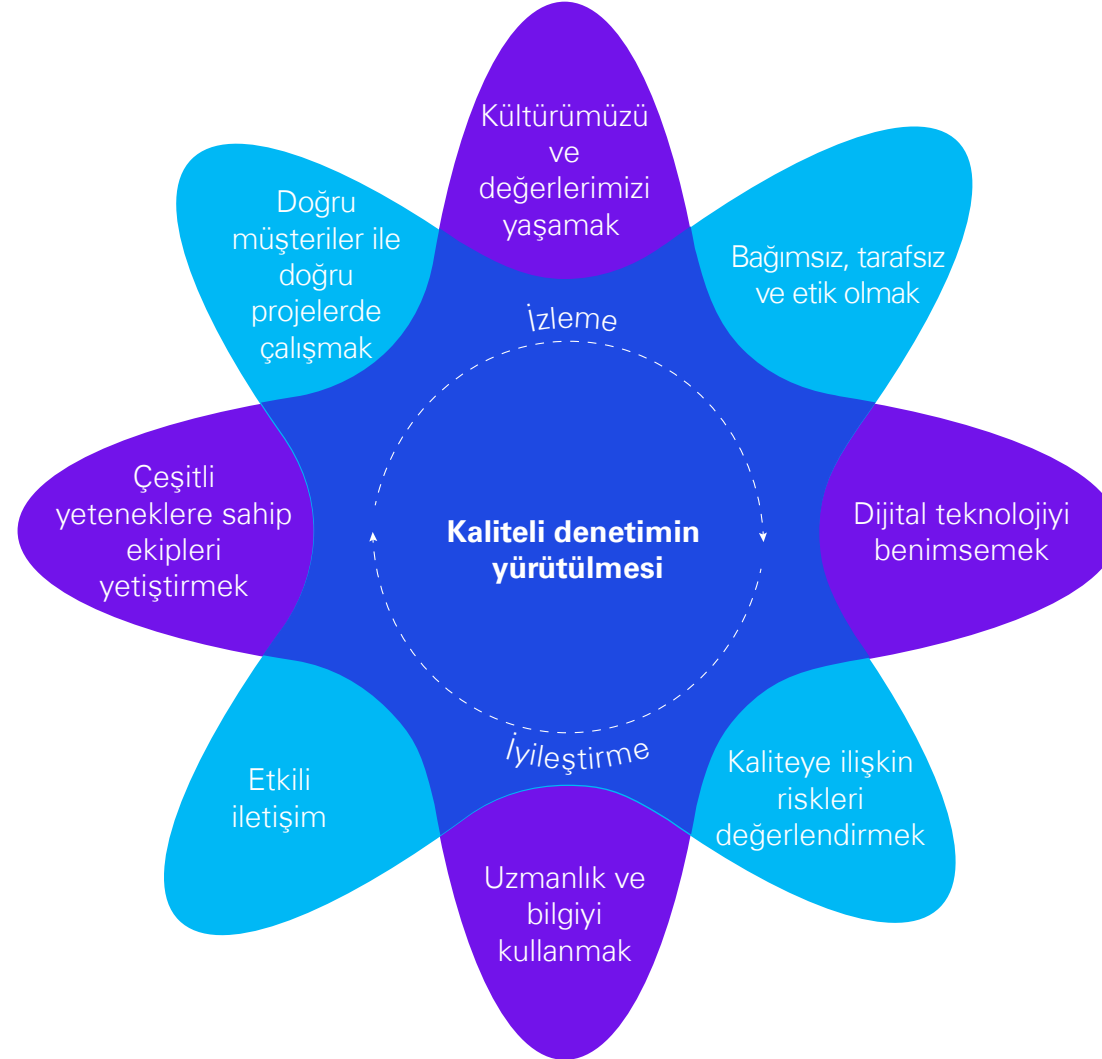 Kültürümüzü
ve
değerlerimizi
yaşamak
Doğru
müşteriler ile
doğru
projelerde
çalışmak
Bağımsız, tarafsız
ve etik olmak
İzleme
Çeşitli
yeteneklere sahip
ekipleri
yetiştirmek
Kaliteli denetimin
yürütülmesi
Dijital teknolojiyi
benimsemek
İyileştirme
Etkili
iletişim
Kaliteye ilişkin
riskleri
değerlendirmek
Uzmanlık ve
bilgiyi
kullanmak